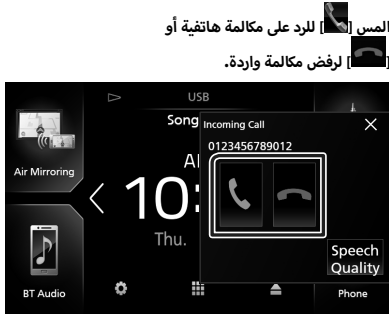 المس [ ] للرد على مكالمة هاتفية أو
[ ] لرفض مكالمة واردة.
USB
Song
Incoming Call
0123456789012
Air Mirroring
10:
Thu.
Speech
Quality
BT Audio
Phone